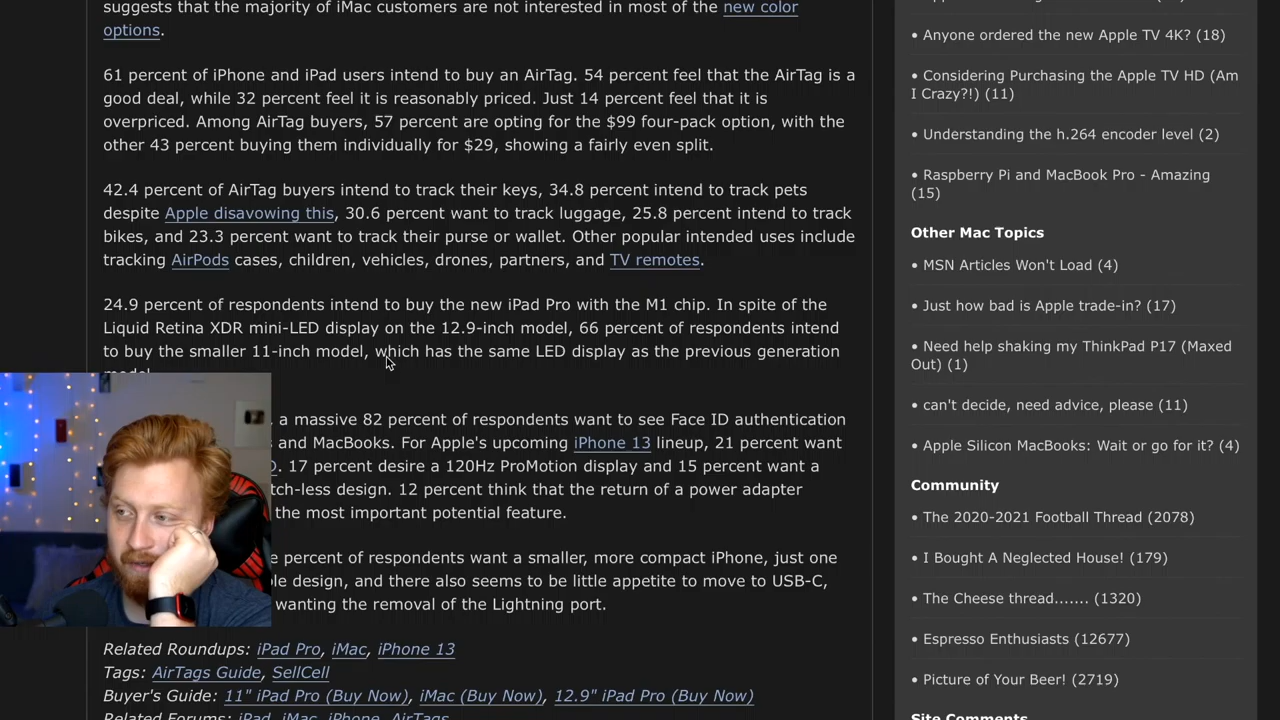 suggests that the majority of iMac customers are not interested in most of the new color
options.
61 percent of iPhone and iPad users intend to buy an AirTag. 54 percent feel that the AirTag is a
good deal, while 32 percent feel it is reasonably priced. Just 14 percent feel that it is
overpriced. Among AirTag buyers, 57 percent are opting for the $99 four-pack option, with the
other 43 percent buying them individually for $29, showing a fairly even split.
42.4 percent of AirTag buyers intend to track their keys, 34.8 percent intend to track pets
despite Apple disavowing this, 30.6 percent want to track luggage, 25.8 percent intend to track
bikes, and 23.3 percent want to track their purse or wallet. Other popular intended uses include
tracking AirPods cases, children, vehicles, drones, partners, and TV remotes.
24.9 percent of respondents intend to buy the new iPad Pro with the M1 chip. In spite of the
Liquid Retina XDR mini-LED display on the 12.9-inch model, 66 percent of respondents intend
to buy the smaller 11-inch model, which has the same LED display as the previous generation
, a massive 82 percent of respondents want to see Face ID authentication
and MacBooks. For Apple's upcoming iPhone 13 lineup, 21 percent want
. 17 percent desire a 120Hz ProMotion display and 15 percent want a
tch-less design. 12 percent think that the return of a power adapter
the most important potential feature.
percent of respondents want a smaller, more compact iPhone, just one
design, and there also seems to be little appetite to move to USB-C,
wanting the removal of the Lightning port.
Related Roundups: iPad Pro, iMac, iPhone 13
Tags: AirTags Guide, SellCell
Buyer's Guide: 11" iPad Pro (Buy Now), iMac (Buy Now), 12.9" iPad Pro (Buy Now)
Related Forums: iPad, iMac, iPhone, AirTags
• Anyone ordered the new Apple TV 4K? (18)
• Considering Purchasing the Apple TV HD (Am
I Crazy?!) (11)
• Understanding the h.264 encoder level (2)
• Raspberry Pi and MacBook Pro - Amazing
(15)
Other Mac Topics
• MSN Articles Won't Load (4)
• Just how bad is Apple trade-in? (17)
• Need help shaking my ThinkPad P17 (Maxed
Out) (1)
• can't decide, need advice, please (11)
• Apple Silicon MacBooks: Wait or go for it? (4)
Community
• The 2020-2021 Football Thread (2078)
• I Bought A Neglected House! (179)
• The Cheese thread....... (1320)
• Espresso Enthusiasts (12677)
• Picture of Your Beer! (2719)
Site Comments